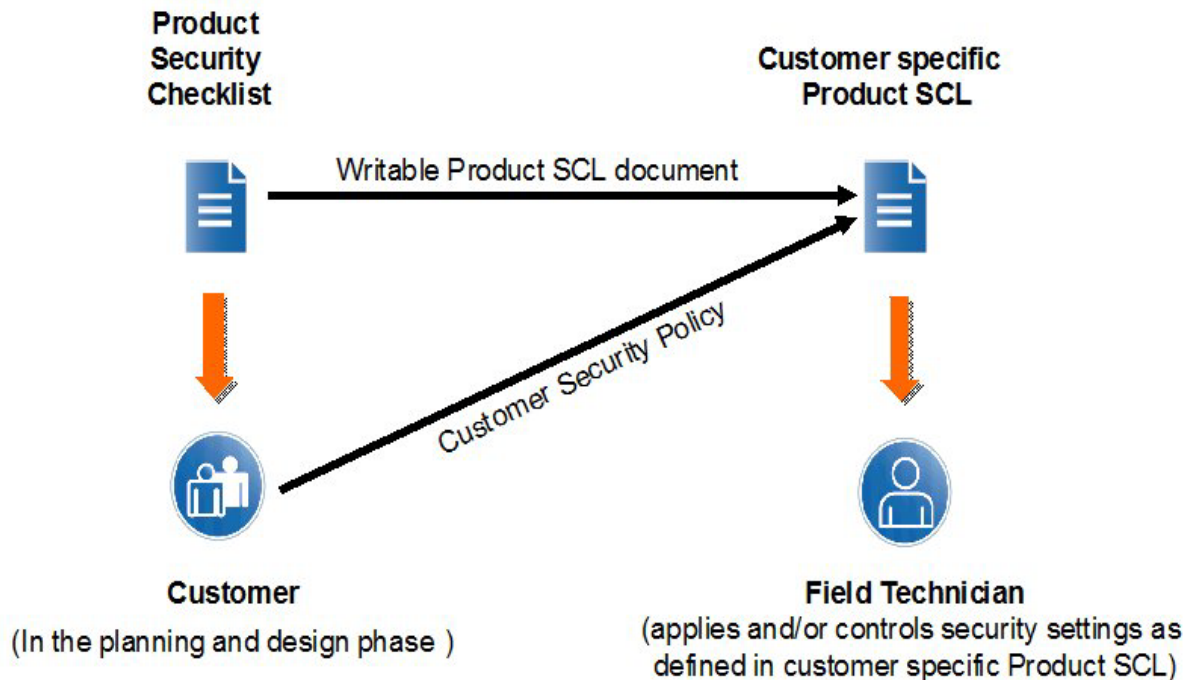 Product
Security
Checklist
Customer specific
Product SCL
Writable Product SCL document
Customer Security Policy
Customer
(In the planning and design phase )
Field Technician
(applies and/or controls security settings as
defined in customer specific Product SCL)